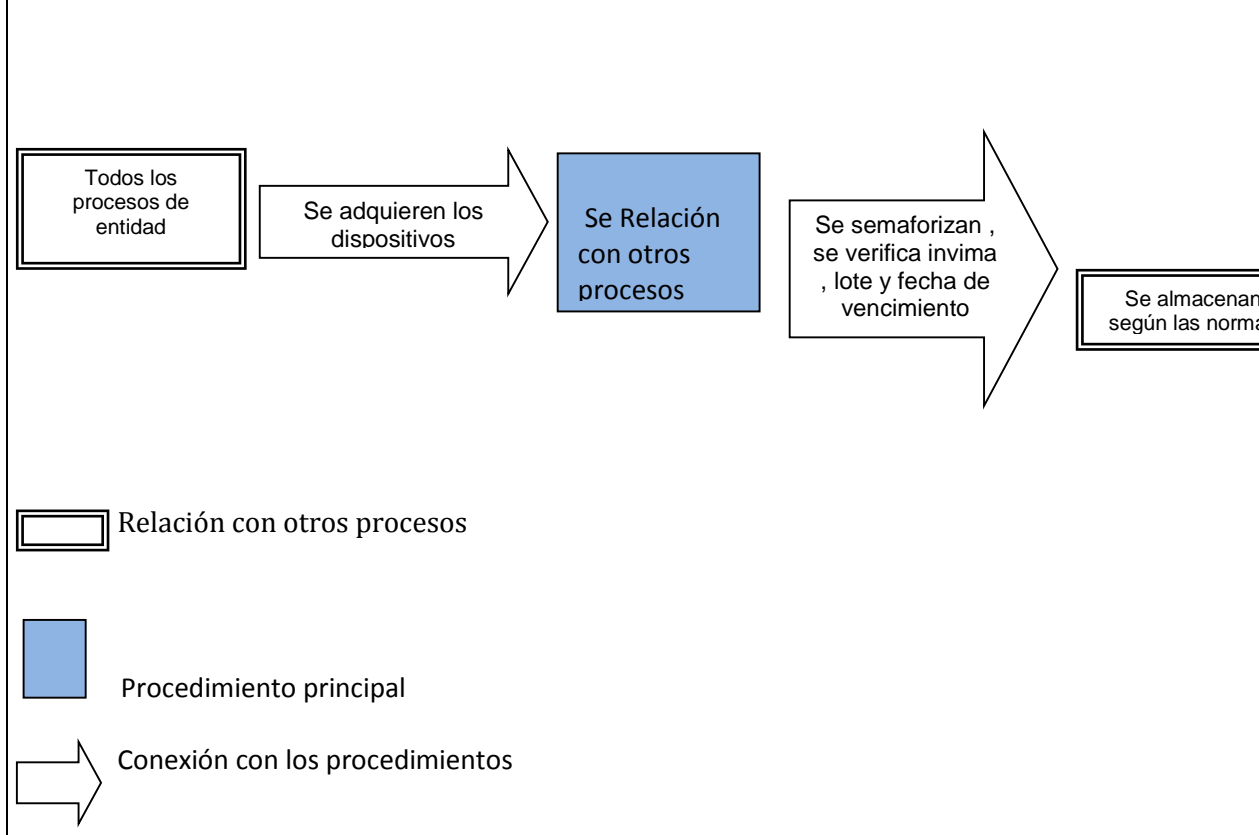 Todos los
procesos de
entidad
Se adquieren los
dispositivos
Se Relación
con otros
procesos
Se semaforizan ,
se verifica invima
, lote y fecha de
vencimiento
Se almacenan
según las norma
Relación con otros procesos
Procedimiento principal
Conexión con los procedimientos